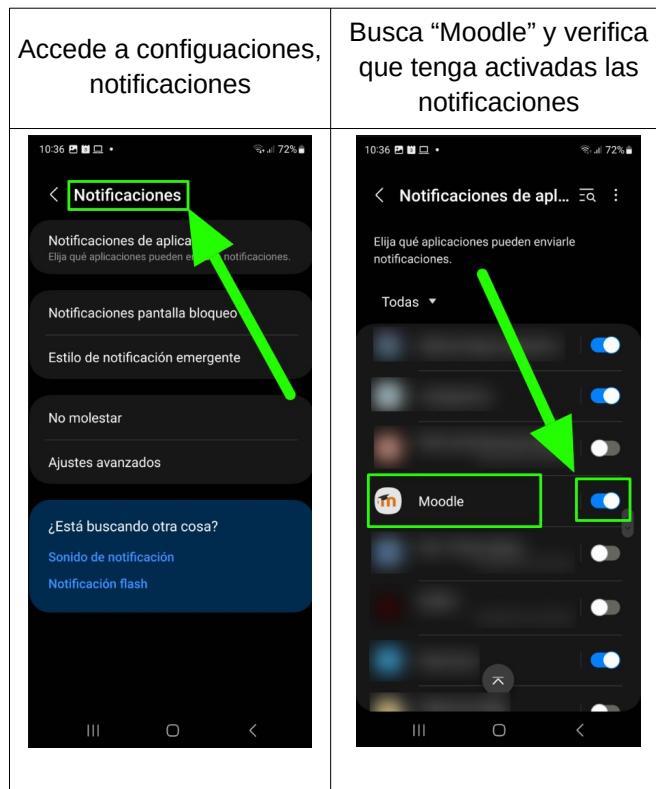 Accede a configuaciones,
notificaciones
Busca “Moodle” y verifica
que tenga activadas las
notificaciones
10:36
72%
Notificaciones
Notificaciones de aplica
Elija qué aplicaciones pueden en notificaciones.
Notificaciones pantalla bloqueo
Estilo de notificación emergente
No molestar
Ajustes avanzados
¿Está buscando otra cosa?
Sonido de notificación
Notificación flash
10:36
72%
Notificaciones de apl...
Elija qué aplicaciones pueden enviarle
notificaciones.
Todas
Moodle